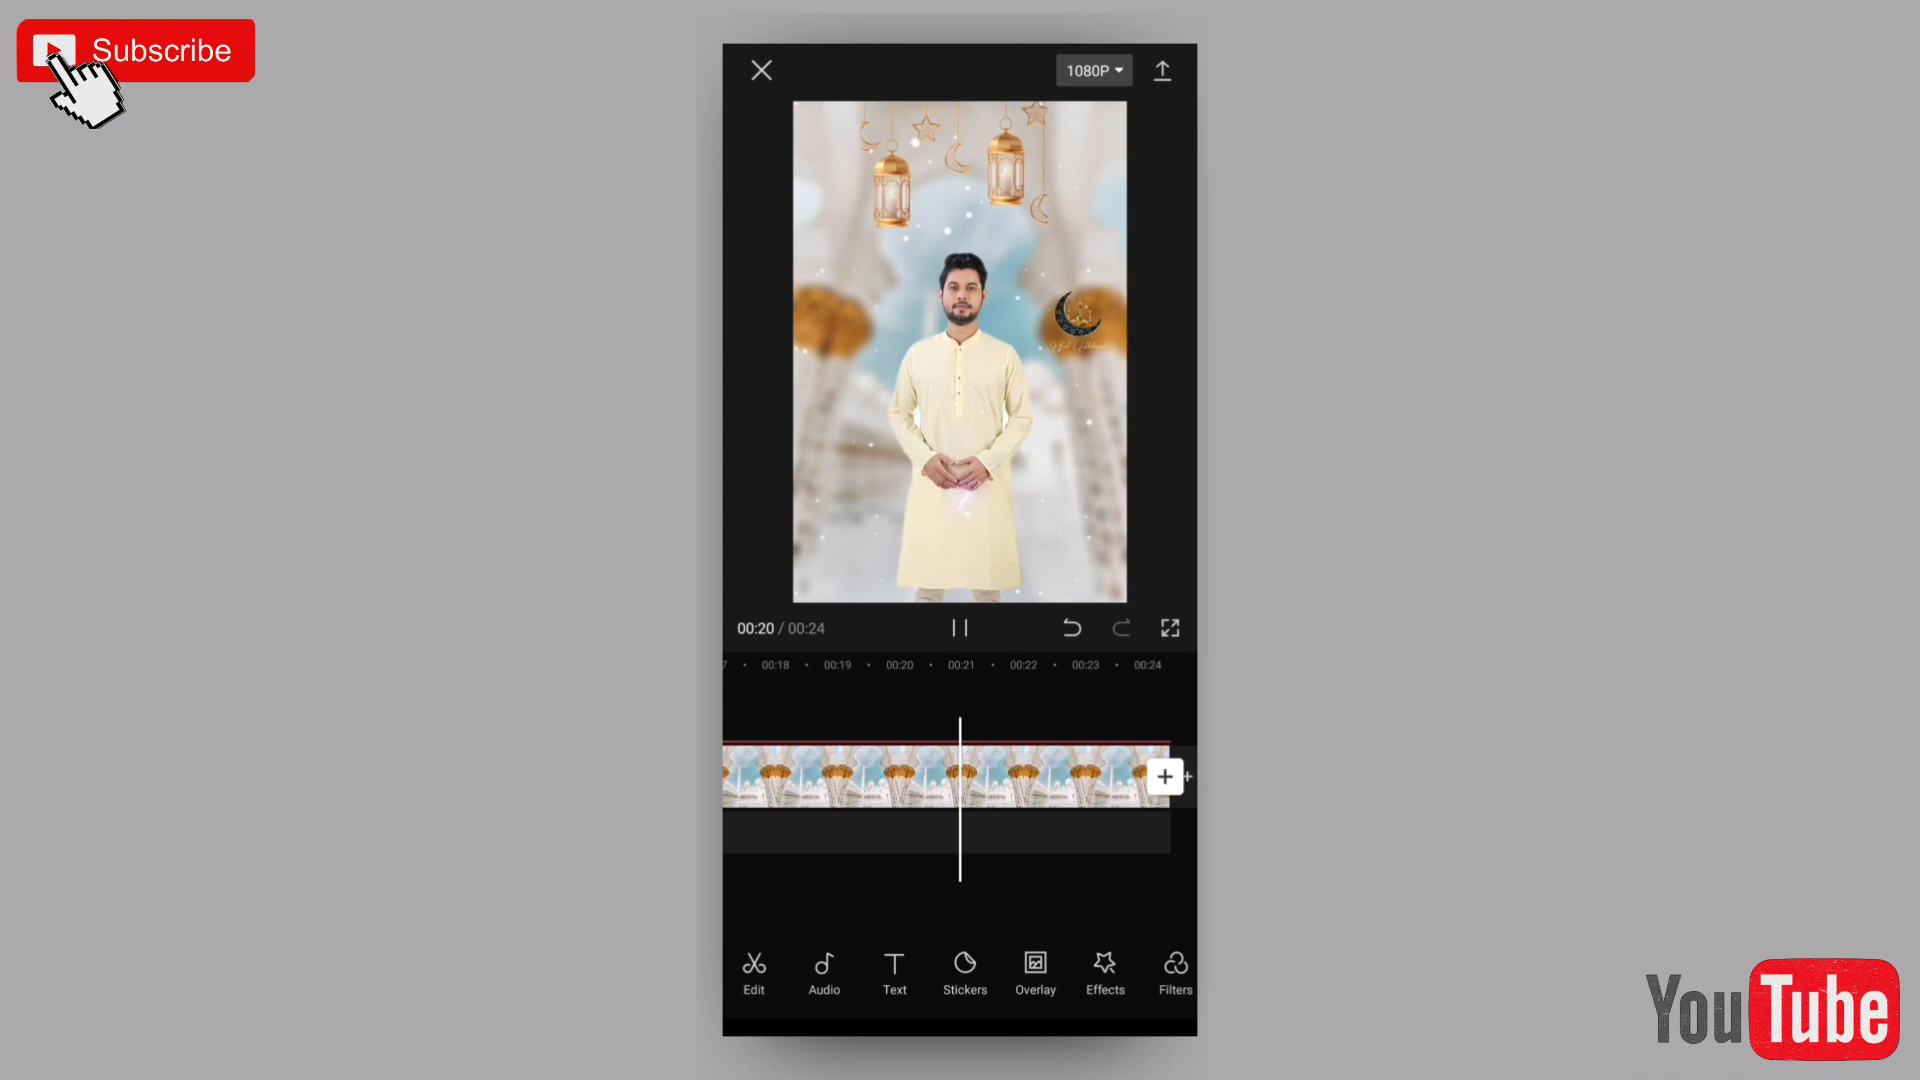 Subscribe
1080P
00:20 / 00:24
00:18 00:19 00:20 00:21 00:22 00:23 00:24
Edit Audio Text Stickers Overlay Effects Filters
YouTube